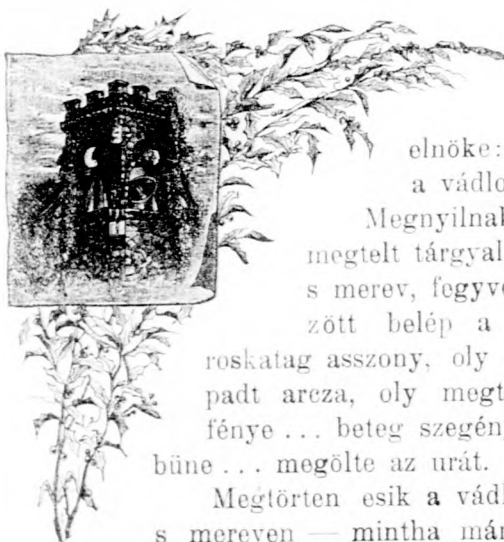 elnöke:
a vádlo
Megnyilnak
megtelt tárgyal
s merev, fegyve
zött belép a
roskatag asszony, oly
padt arcza, oly megt
fénye ... beteg szegén
büne ... megölte az urát.
Megtörten esik a vádl
s mereven — mintha már